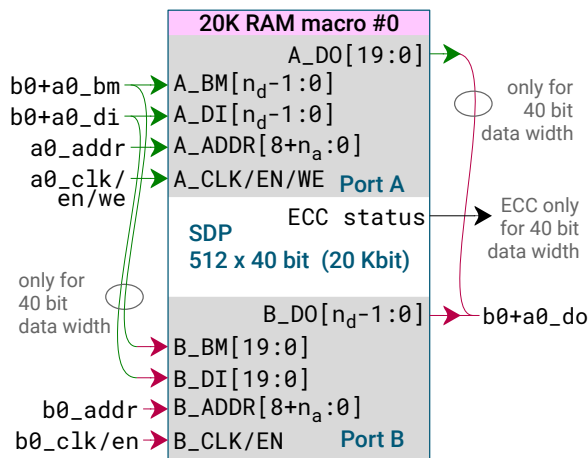 20K RAM macro #0
A_DO[19:0]
b0+a0_bm
A_BM[nd-1:0]
b0+a0_di
A_DI[nd-1:0]
a0_addr
A_ADDR[8+na:0]
a0_clk/
en/we
A_CLK/EN/WE
Port A
only for
40 bit
data width
ECC status
ECC only
for 40 bit
data width
SDP
512 x 40 bit (20 Kbit)
only for
40 bit
data width
B_DO[nd-1:0]
b0+a0_do
B_BM[19:0]
B_DI[19:0]
b0_addr
B_ADDR[8+na:0]
b0_clk/en
B_CLK/EN
Port B